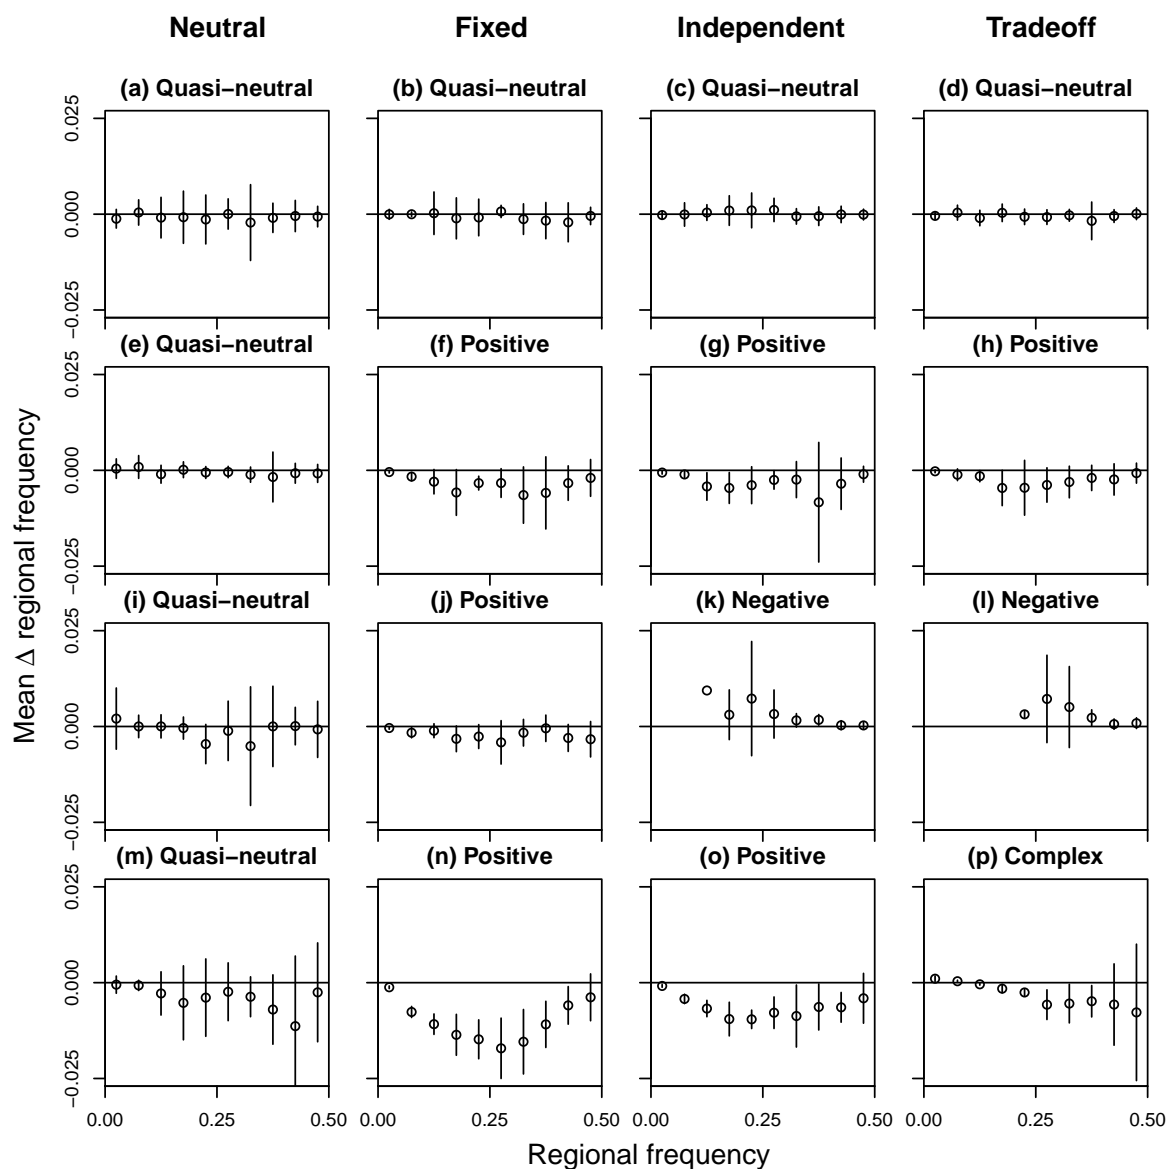 Neutral Fixed Independent Tradeoff
(a) Quasi−neutral (b) Quasi−neutral (c) Quasi−neutral (d) Quasi−neutral
0.025
0.000
−0.025
(e) Quasi−neutral (f) Positive (g) Positive (h) Positive
0.025
0.000
−0.025
(i) Quasi−neutral (j) Positive (k) Negative (l) Negative
0.025
0.000
−0.025
(m) Quasi−neutral (n) Positive (o) Positive (p) Complex
0.025
0.000
−0.025
0.00 0.25 0.50 0.00 0.25 0.50 0.00 0.25 0.50 0.00 0.25 0.50
Mean Δ regional frequency
Regional frequency